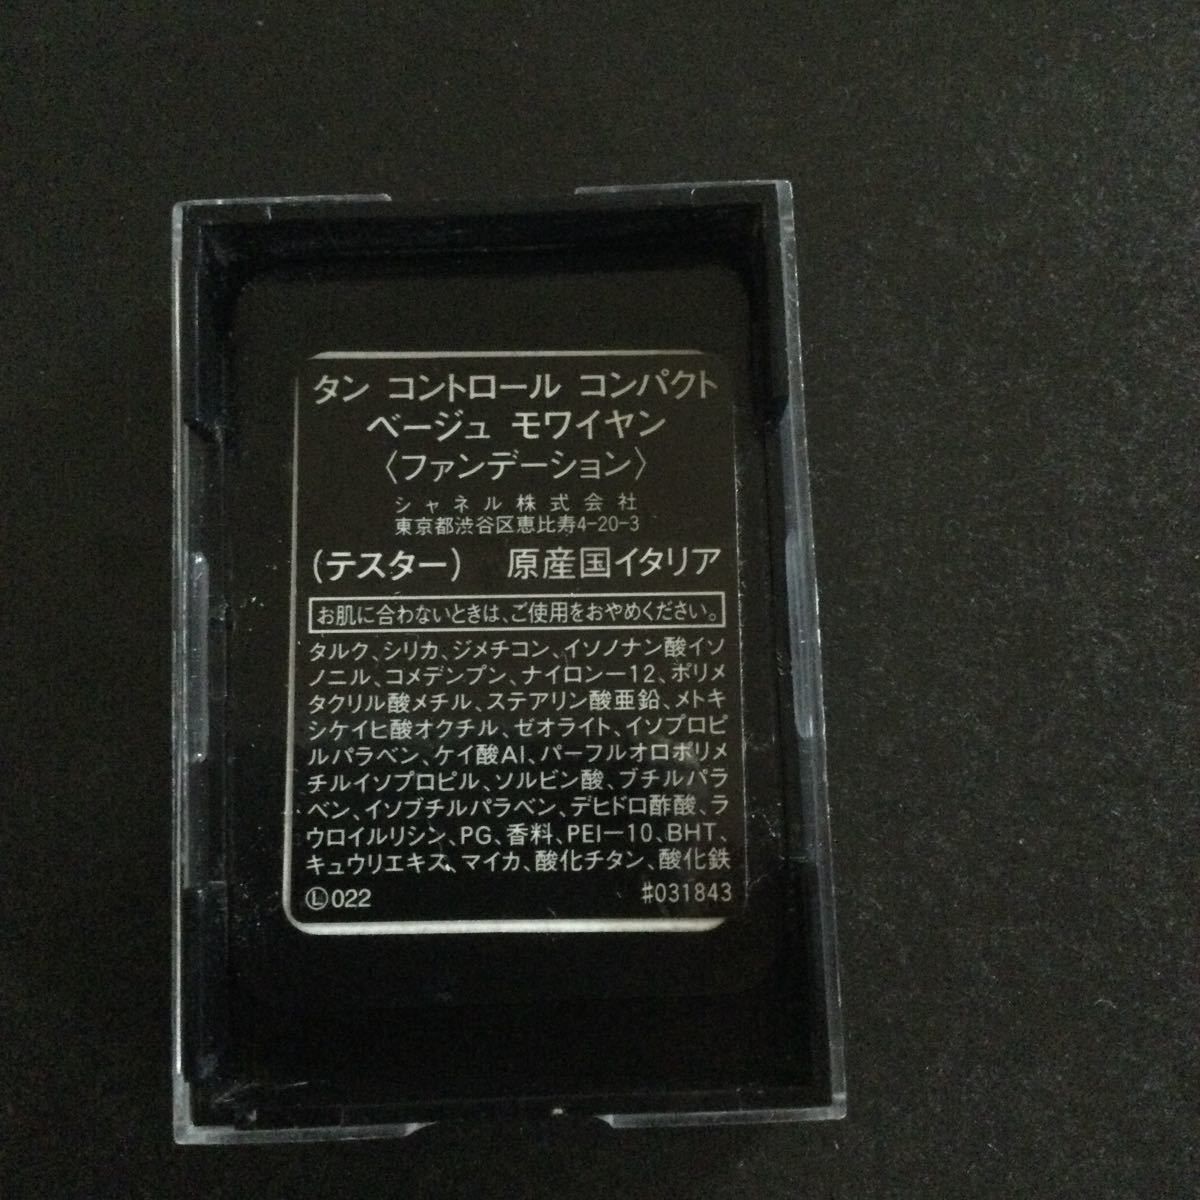 タン コントロール コンパクト
ベージュ モワイヤン
〈ファンデーション〉
シャネル株式会社
東京都渋谷区恵比寿4-20-3
(テスター) 原産国イタリア
お肌に合わないときは、ご使用をおやめください。
タルク、シリカ、ジメチコン、イソノナン酸イソ
ノニル、コメデンプン、ナイロン－12、ポリメ
タクリル酸メチル、ステアリン酸亜鉛、メトキ
シケイヒ酸オクチル、ゼオライト、イソプロピ
ルパラベン、ケイ酸Al、パーフルオロポリメ
チルイソプロピル、ソルビン酸、ブチルパラ
ベン、イソブチルパラベン、デヒドロ酢酸、ラ
ウロイルリシン、PG、香料、PEI－10、BHT、
キュウリエキス、マイカ、酸化チタン、酸化鉄
Ⓛ022 #031843